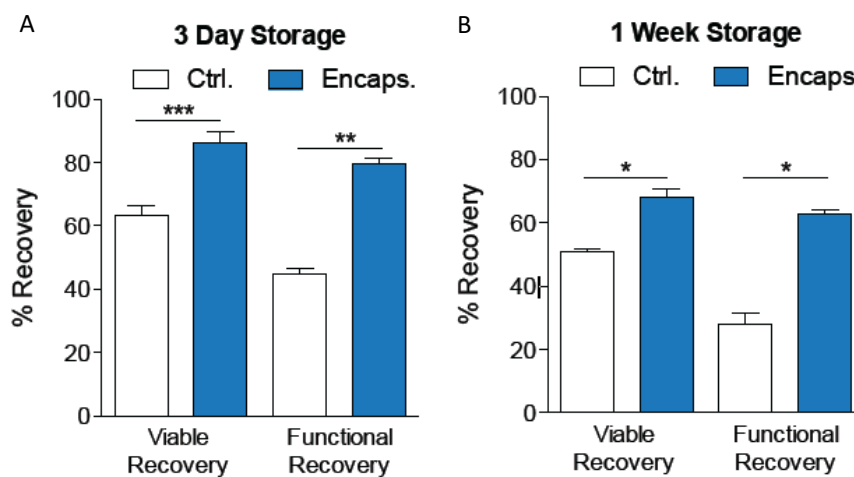 A
3 Day Storage
Ctrl. Encaps.
% Recovery
100
80
60
40
20
0
***
**
Viable
Recovery
Functional
Recovery
B
1 Week Storage
Ctrl. Encaps
% Recovery
100
80
60
40
20
0
*
*
Viable
Recovery
Functional
Recovery